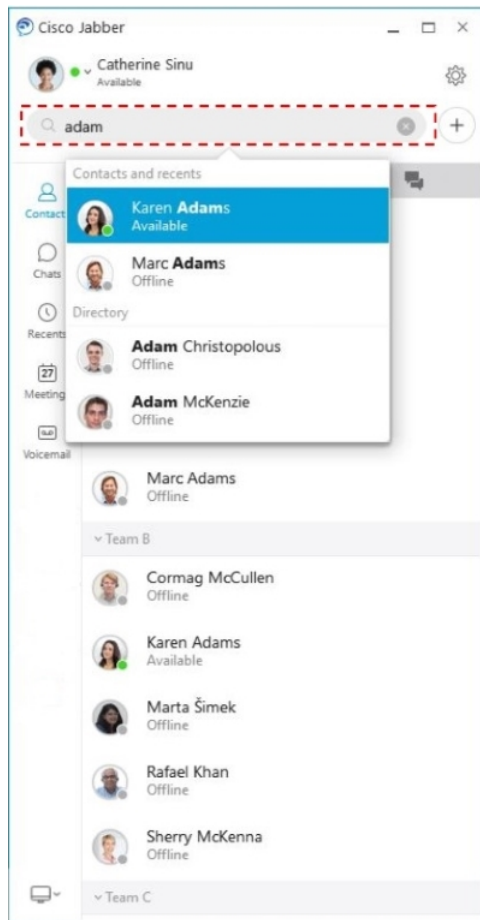 Cisco Jabber
Catherine Sinu
Available
adam
Contacts and recents
Karen Adams
Available
Marc Adams
Offline
Directory
Adam Christopolous
Offline
Adam McKenzie
Offline
Contact
Chats
Recents
27
Meeting
Voicemail
Marc Adams
Offline
Team B
Cormag McCullen
Offline
Karen Adams
Available
Marta Šimek
Offline
Rafael Khan
Offline
Sherry McKenna
Offline
Team C